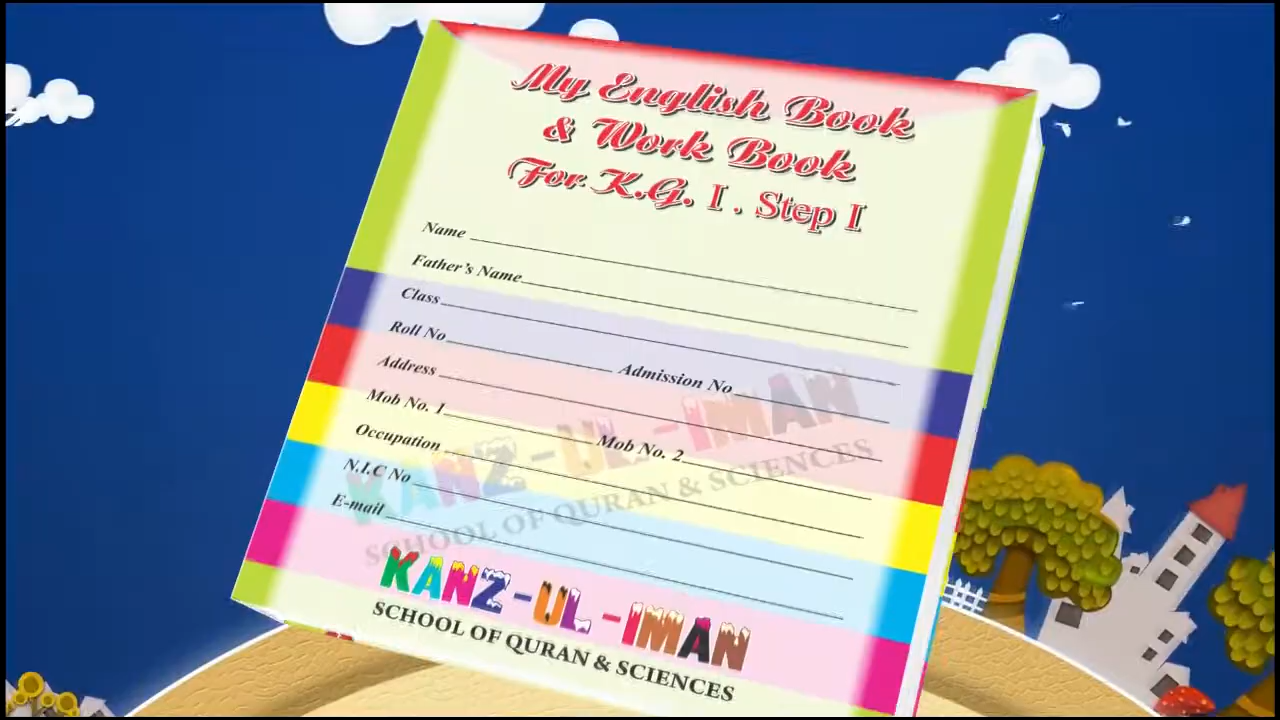 My English Book
& Work Book
For K.G. I . Step I
Name
Father's Name
Class
Roll No Admission No
Address
Mob No. 1 Mob No. 2
Occupation
N.I.C No
E-mail
KANZ-UL-IMAN
SCHOOL OF QURAN & SCIENCES
KANZ-UL-IMAN
SCHOOL OF QURAN & SCIENCES